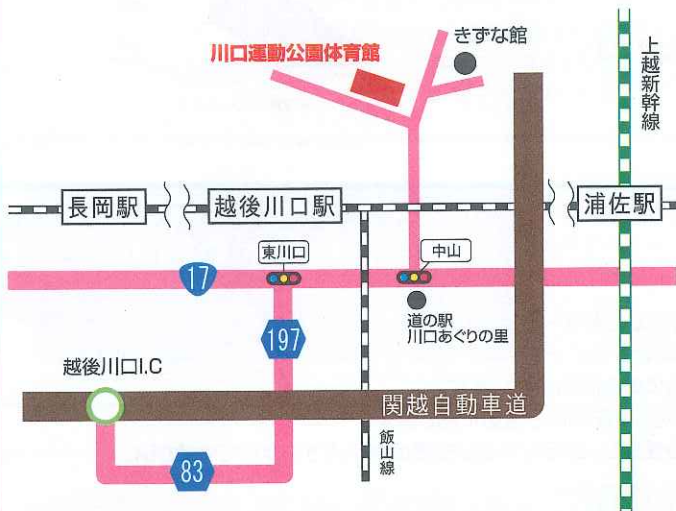 きずな館
川口運動公園体育館
上越新幹線
長岡駅
越後川口駅
浦佐駅
東川口
中山
17
道の駅
川口あぐりの里
197
越後川口I.C
関越自動車道
飯山線
83